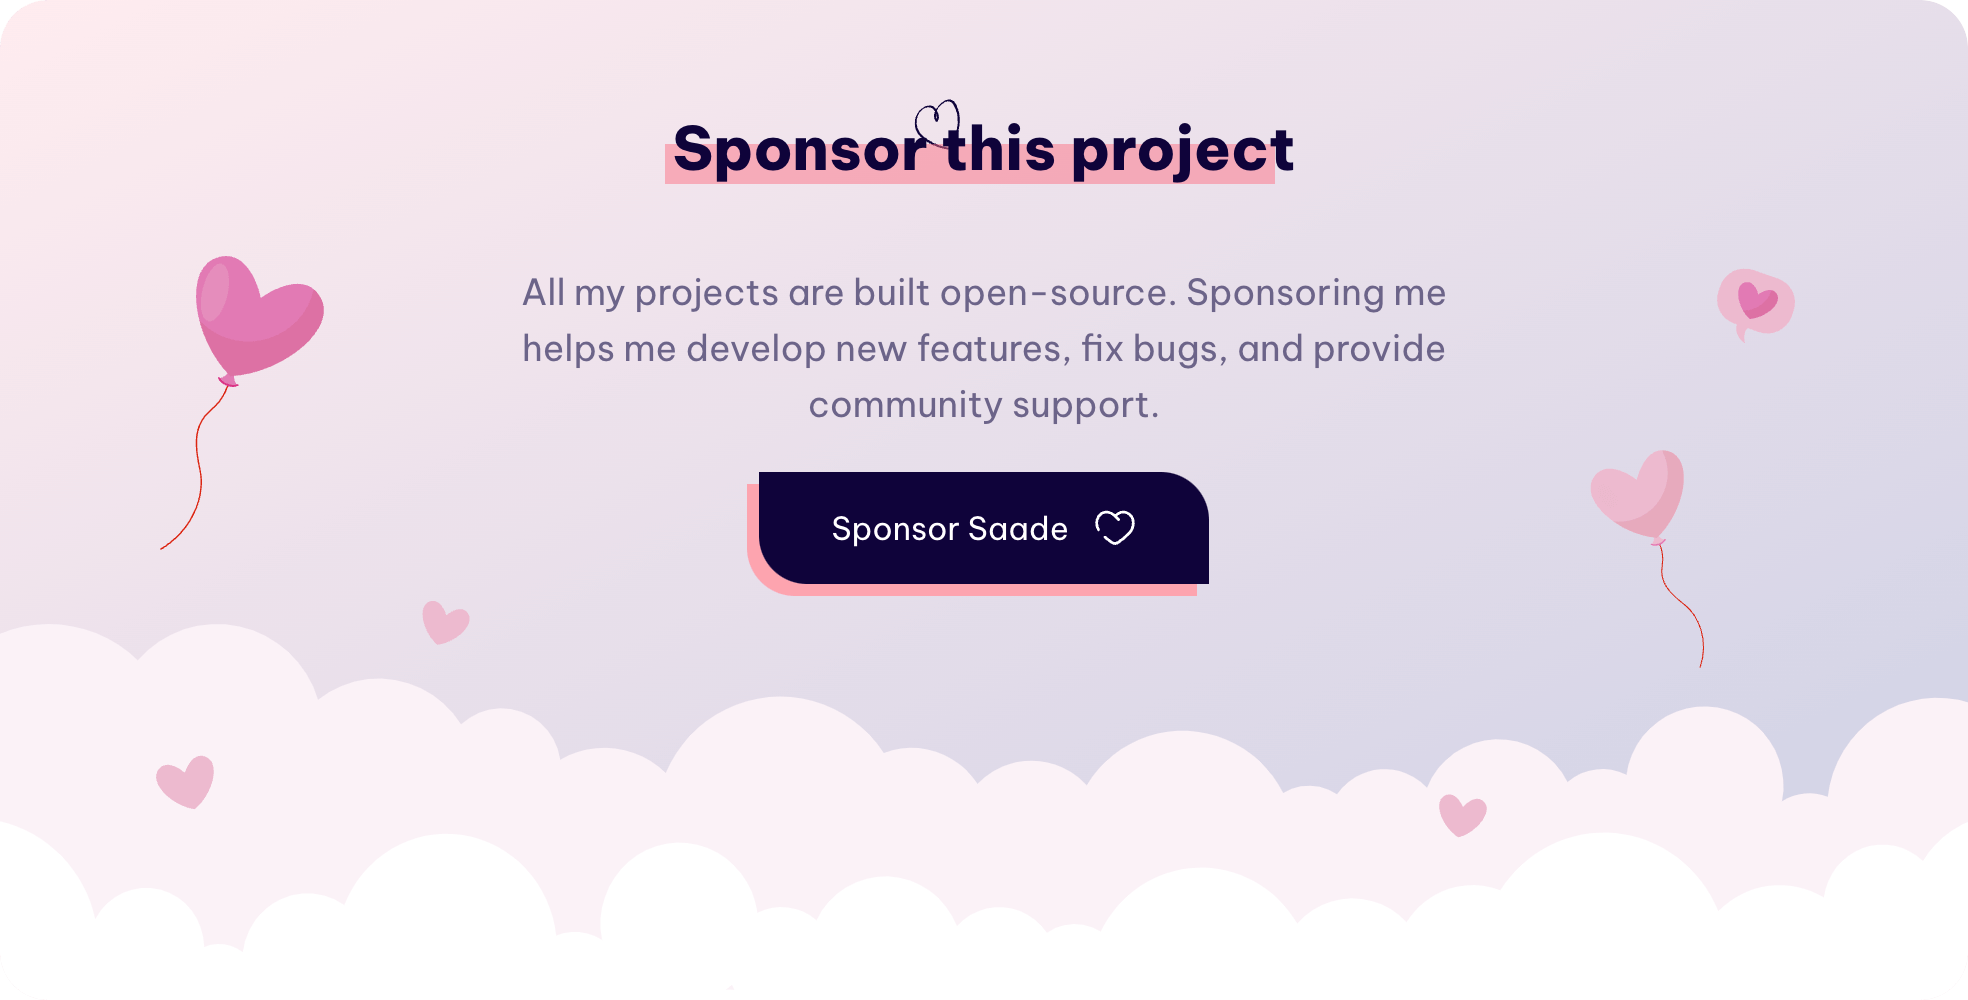 Sponsor this project
All my projects are built open-source. Sponsoring me
helps me develop new features, fix bugs, and provide
community support.
Sponsor Saade